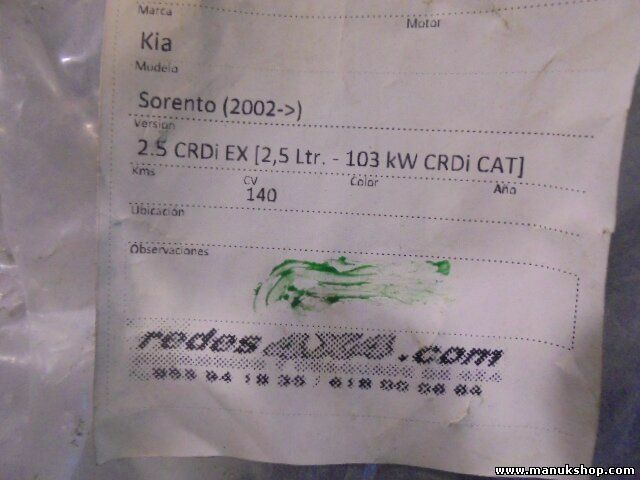 Marca Motor
Kia
Modelo
Sorento (2002->)
Versión
2.5 CRDi EX [2,5 Ltr. - 103 kW CRDi CAT]
Kms CV Color Año
140
Ubicación
Observaciones
.com
www.manukshop.com